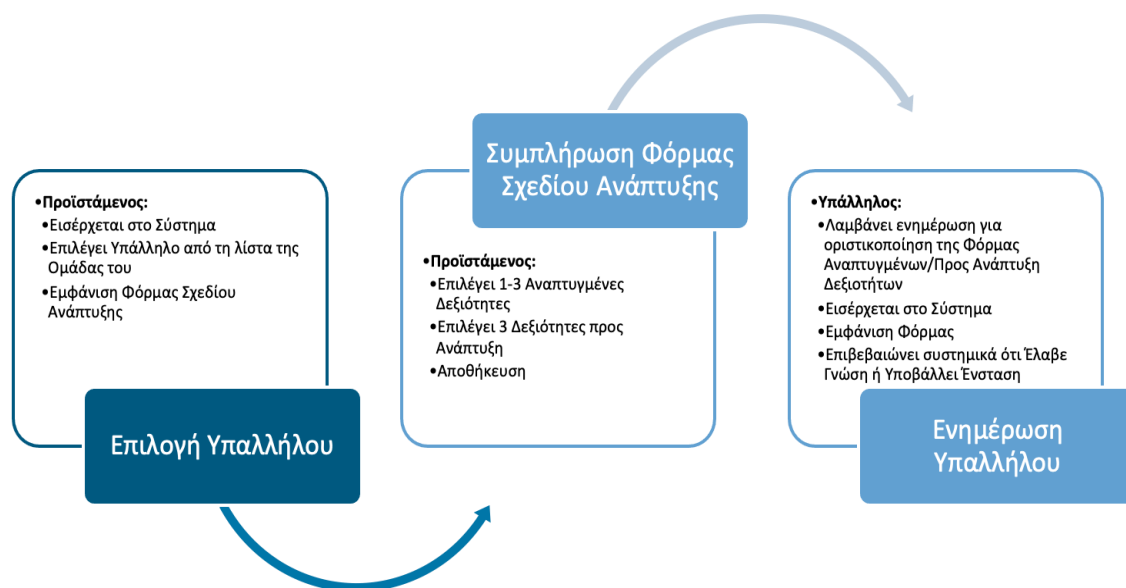 •Προϊστάμενος:
•Εισέρχεται στο Σύστημα
•Επιλέγει Υπάλληλο από τη λίστα της
Ομάδας του
•Εμφάνιση Φόρμας Σχεδίου
Ανάπτυξης
Επιλογή Υπαλλήλου
Συμπλήρωση Φόρμας
Σχεδίου Ανάπτυξης
•Προϊστάμενος:
•Επιλέγει 1-3 Αναπτυγμένες
Δεξιότητες
•Επιλέγει 3 Δεξιότητες προς
Ανάπτυξη
•Αποθήκευση
•Υπάλληλος:
•Λαμβάνει ενημέρωση για
οριστικοποίηση της Φόρμας
Αναπτυγμένων/Προς Ανάπτυξη
Δεξιοτήτων
•Εισέρχεται στο Σύστημα
•Εμφάνιση Φόρμας
•Επιβεβαιώνει συστημικά ότι Έλαβε
Γνώση ή Υποβάλλει Ένσταση
Ενημέρωση
Υπαλλήλου